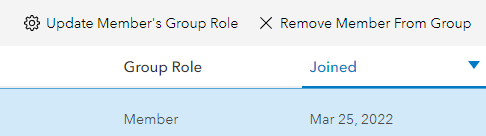 Update Member's Group Role Remove Member From Group
Group Role Joined
Member Mar 25, 2022